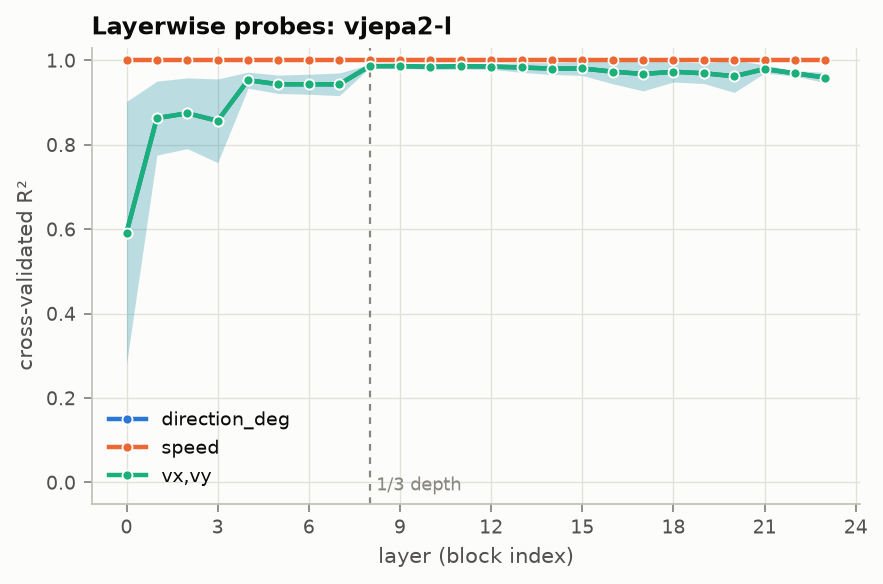 Layerwise probes: vjepa2-l
1.0
0.8
0.6
0.4
0.2
0.0
cross-validated R²
direction_deg
speed
vx,vy
1/3 depth
0 3 6 9 12 15 18 21 24
layer (block index)